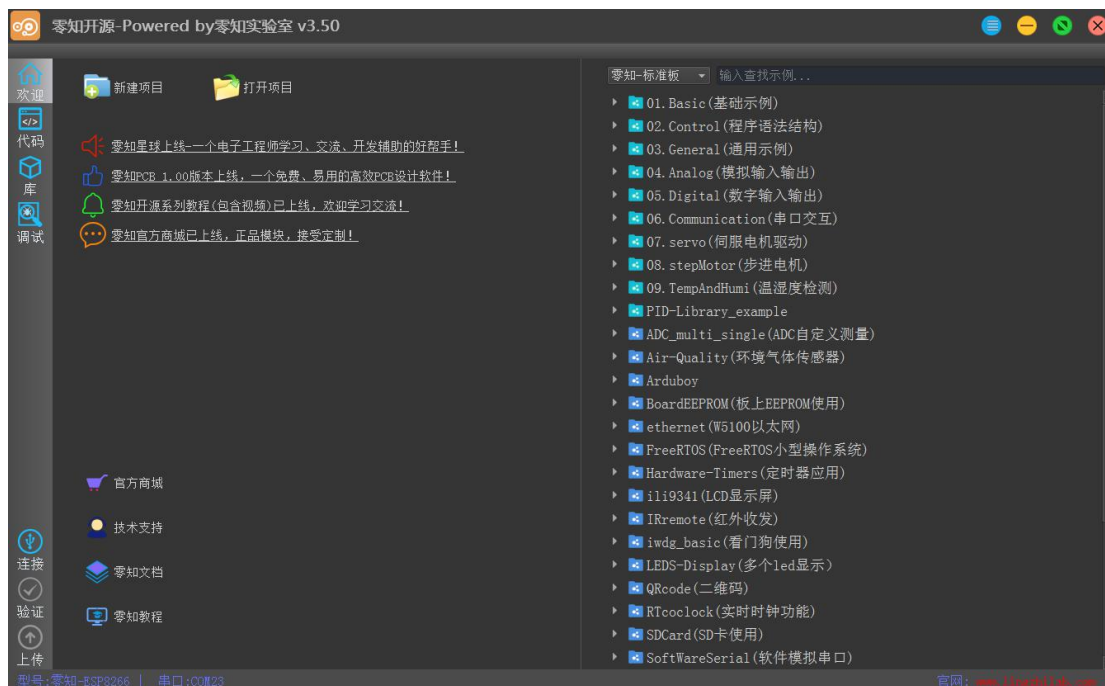 零知开源-Powered by零知实验室 v3.50
欢迎
代码
库
调试
连接
验证
上传
新建项目
打开项目
零知星球上线-一个电子工程师学习、交流、开发辅助的好帮手!
零知PCB 1.00版本上线，一个免费、易用的高效PCB设计软件!
零知开源系列教程(包含视频)已上线，欢迎学习交流!
零知官方商城已上线，正品模块，接受定制!
官方商城
技术支持
零知文档
零知教程
零知-标准板
输入查找示例...
01.Basic(基础示例)
02.Control(程序语法结构)
03.General(通用示例)
04.Analog(模拟输入输出)
05.Digital(数字输入输出)
06.Communication(串口交互)
07.servo(伺服电机驱动)
08.stepMotor(步进电机)
09.TempAndHumi(温湿度检测)
PID-Library_example
ADC_multi_single(ADC自定义测量)
Air-Quality(环境气体传感器)
Arduboy
BoardEEPROM(板上EEPROM使用)
ethernet(W5100以太网)
FreeRTOS(FreeRTOS小型操作系统)
Hardware-Timers(定时器应用)
ili9341(LCD显示屏)
IRremote(红外收发)
iwdg_basic(看门狗使用)
LEDS-Display(多个led显示)
QRcode(二维码)
RTcoclock(实时时钟功能)
SDCard(SD卡使用)
SoftWareSerial(软件模拟串口)
型号:零知-ESP8266 | 串口:COM23
官网: